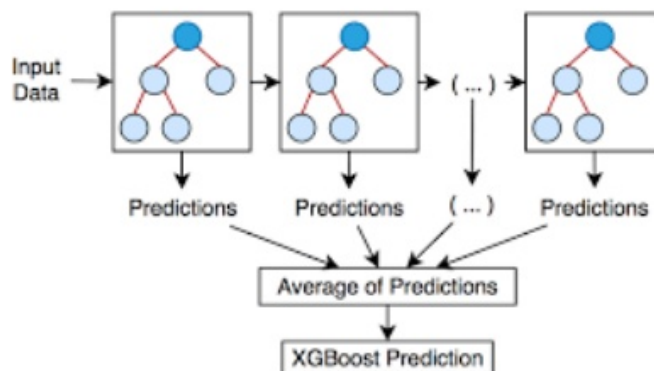 Input
Data
( ... )
Predictions
Predictions
( ... )
Predictions
Average of Predictions
XGBoost Prediction